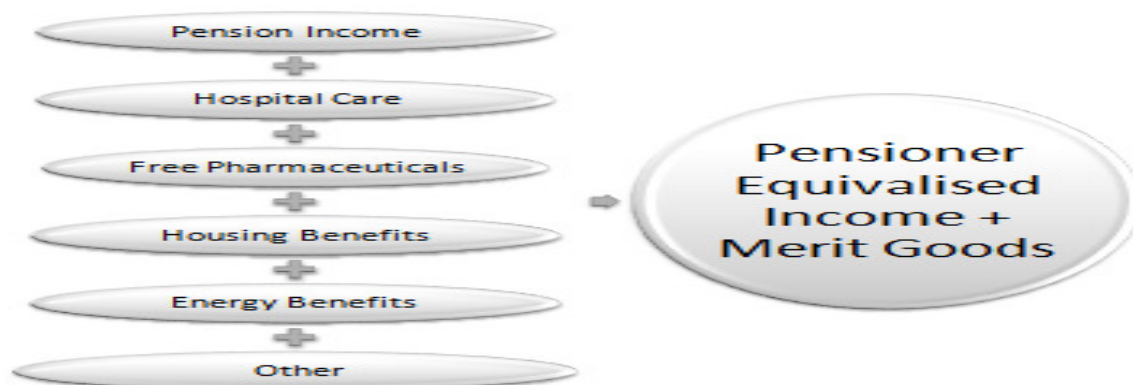 Pension Income
+
Hospital Care
+
Free Pharmaceuticals
+
Housing Benefits
+
Energy Benefits
+
Other
Pensioner
Equivalised
Income +
Merit Goods